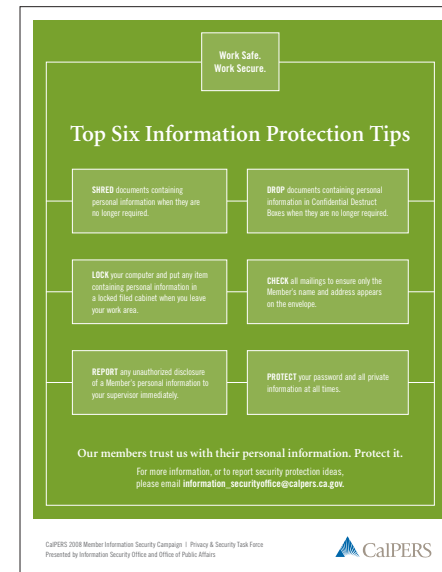 Work Safe.
Work Secure.
Top Six Information Protection Tips
SHRED documents containing
personal information when they are
no longer required.
DROP documents containing personal
information in Confidential Destruct
Boxes when they are no longer required.
LOCK your computer and put any item
containing personal information in
a locked filed cabinet when you leave
your work area.
CHECK all mailings to ensure only the
Member's name and address appears
on the envelope.
REPORT any unauthorized disclosure
of a Member's personal information to
your supervisor immediately.
PROTECT your password and all private
information at all times.
Our members trust us with their personal information. Protect it.
For more information, or to report security protection ideas,
please email information_securityoffice@calpers.ca.gov.
CalPERS 2008 Member Information Security Campaign | Privacy & Security Task Force
Presented by Information Security Office and Office of Public Affairs
CalPERS